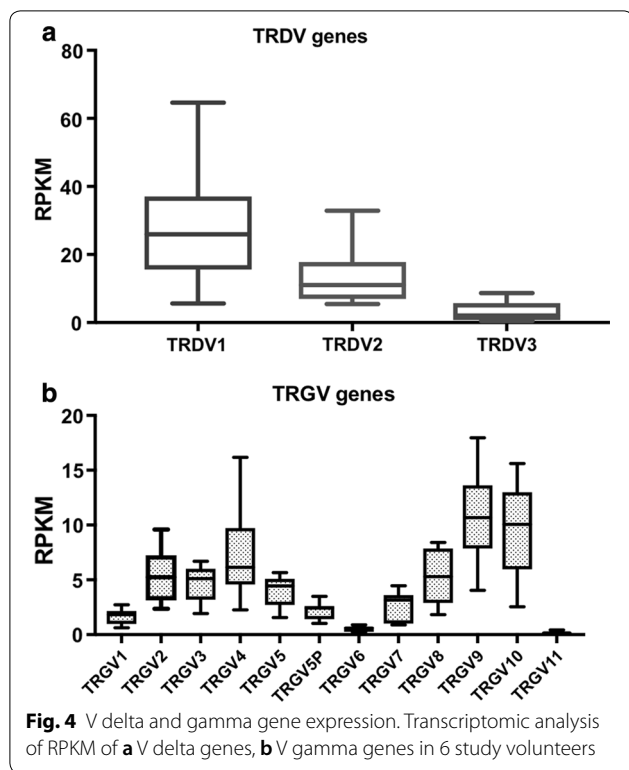 a
TRDV genes
80
60
40
20
0
RPKM
TRDV1 TRDV2 TRDV3
b
TRGV genes
20
15
10
5
0
RPKM
TRGV1 TRGV2 TRGV3 TRGV4 TRGV5 TRGV5P TRGV6 TRGV7 TRGV8 TRGV9 TRGV10 TRGV11
Fig. 4 V delta and gamma gene expression. Transcriptomic analysis
of RPKM of a V delta genes, b V gamma genes in 6 study volunteers